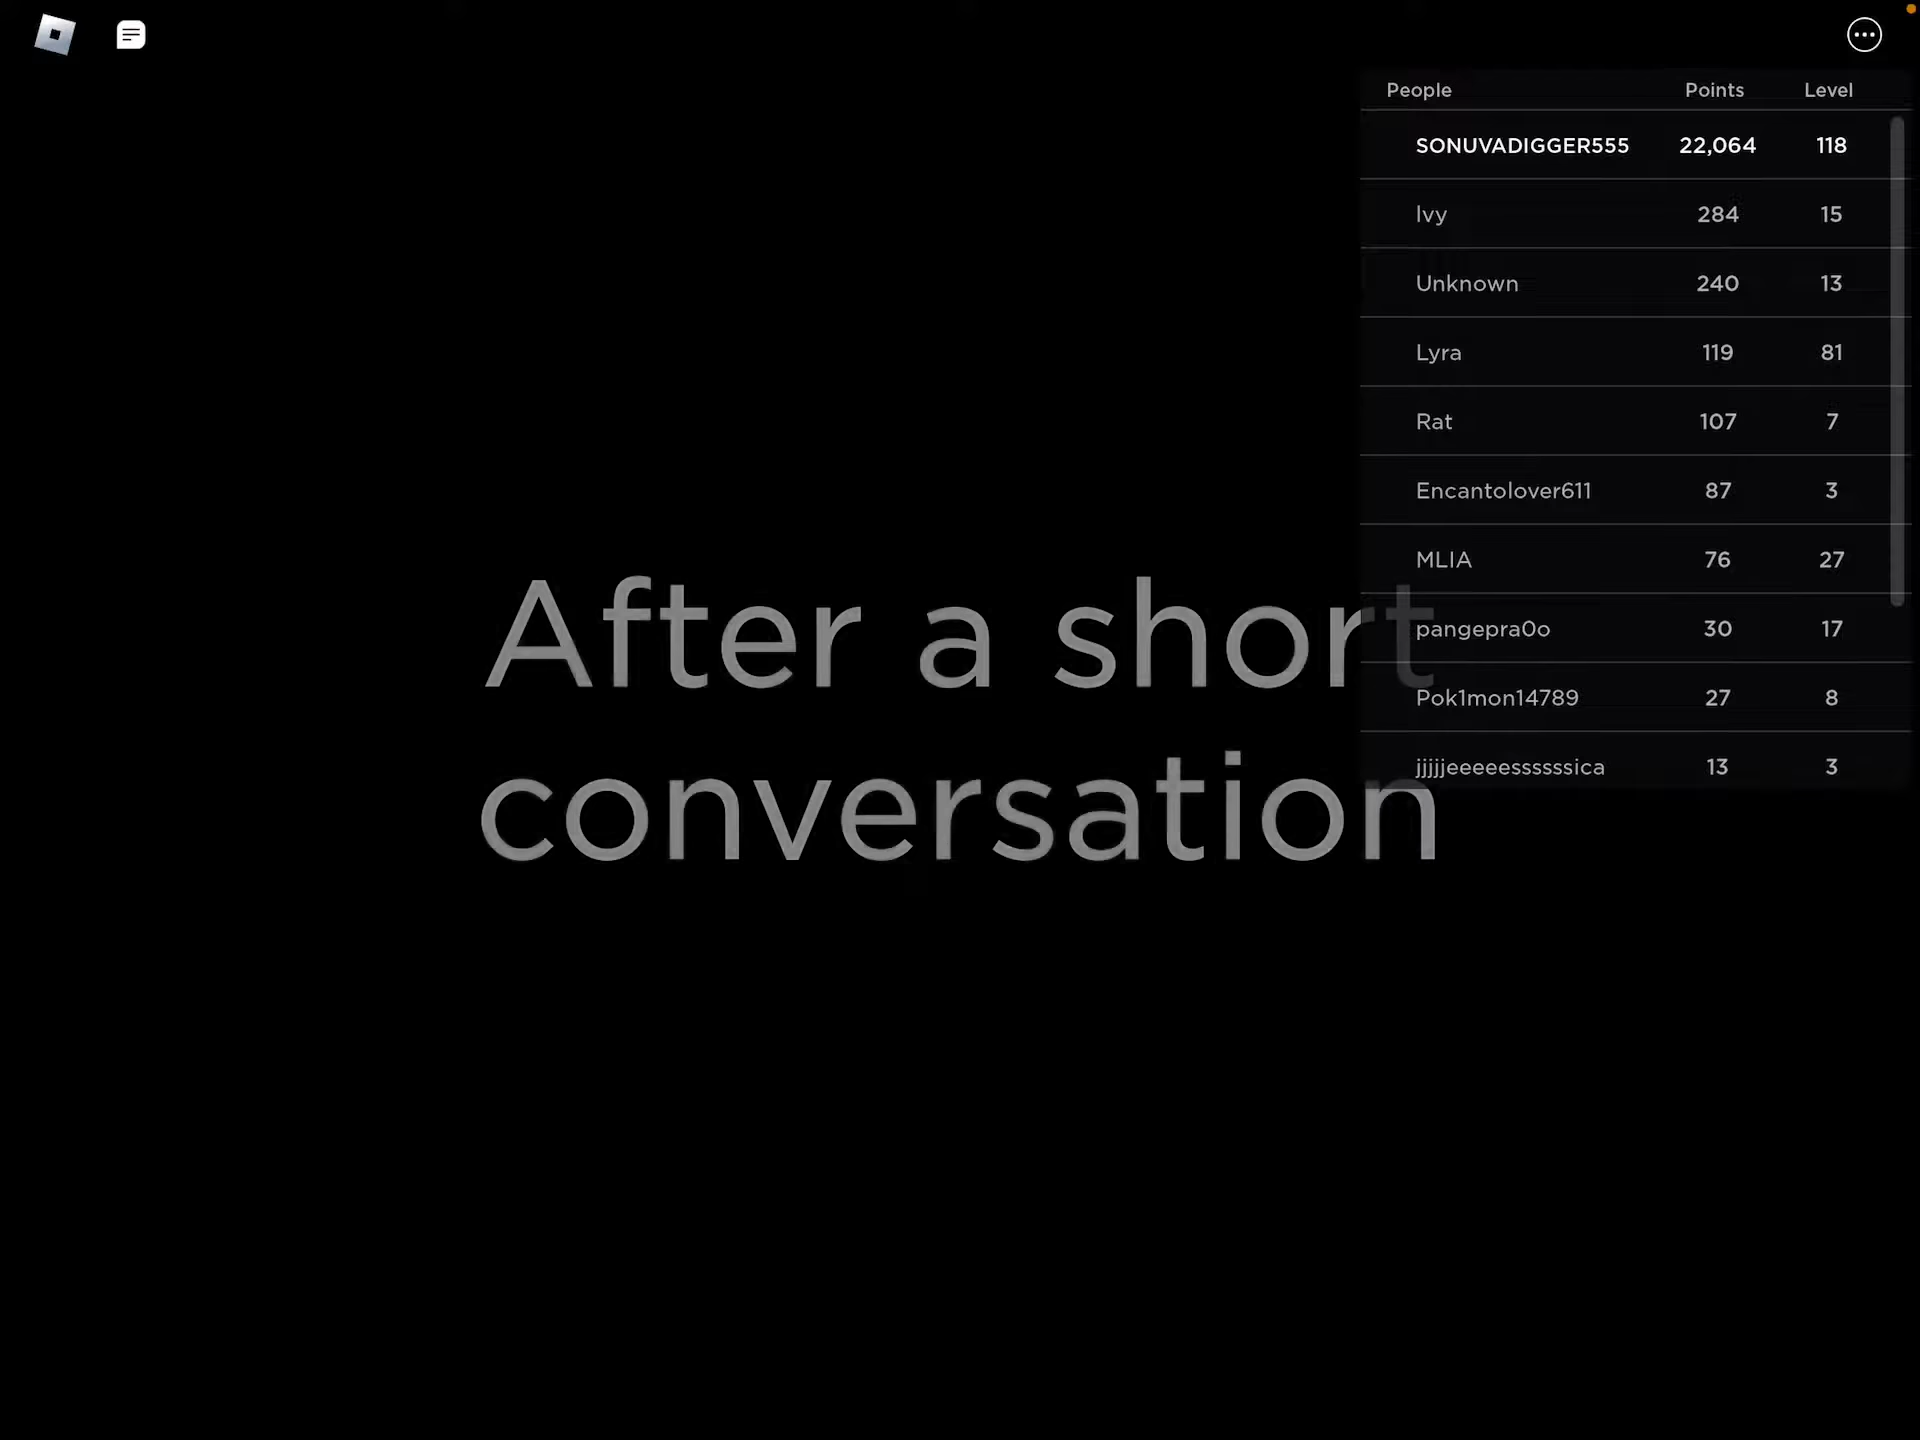 People Points Level
SONUVADIGGER555 22,064 118
Ivy 284 15
Unknown 240 13
Lyra 119 81
Rat 107 7
Encantolover611 87 3
MLIA 76 27
pangepra0o 30 17
Pok1mon14789 27 8
jjjjjeeeeessssssica 13 3
After a short
conversation